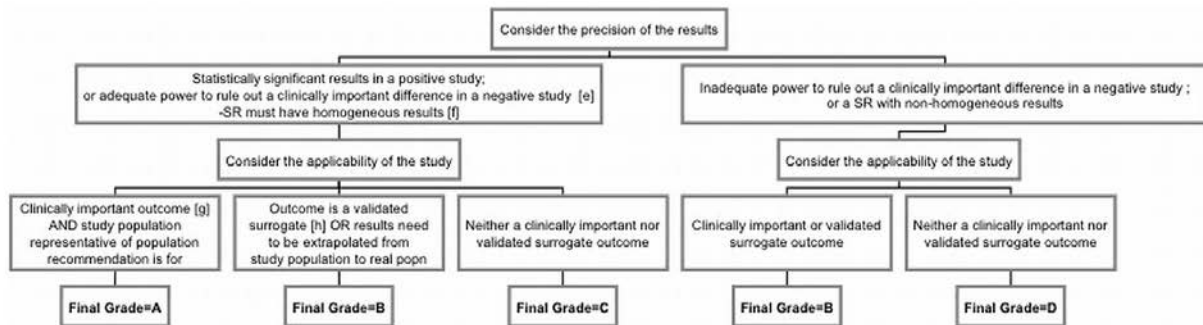 Consider the precision of the results
Statistically significant results in a positive study;
or adequate power to rule out a clinically important difference in a negative study [e]
-SR must have homogeneous results [f]
Inadequate power to rule out a clinically important difference in a negative study ;
or a SR with non-homogeneous results
Consider the applicability of the study
Consider the applicability of the study
Clinically important outcome [g]
AND study population
representative of population
recommendation is for
Outcome is a validated
surrogate [h] OR results need
to be extrapolated from
study population to real popn
Neither a clinically important nor
validated surrogate outcome
Clinically important or validated
surrogate outcome
Neither a clinically important nor
validated surrogate outcome
Final Grade=A
Final Grade=B
Final Grade=C
Final Grade=B
Final Grade=D